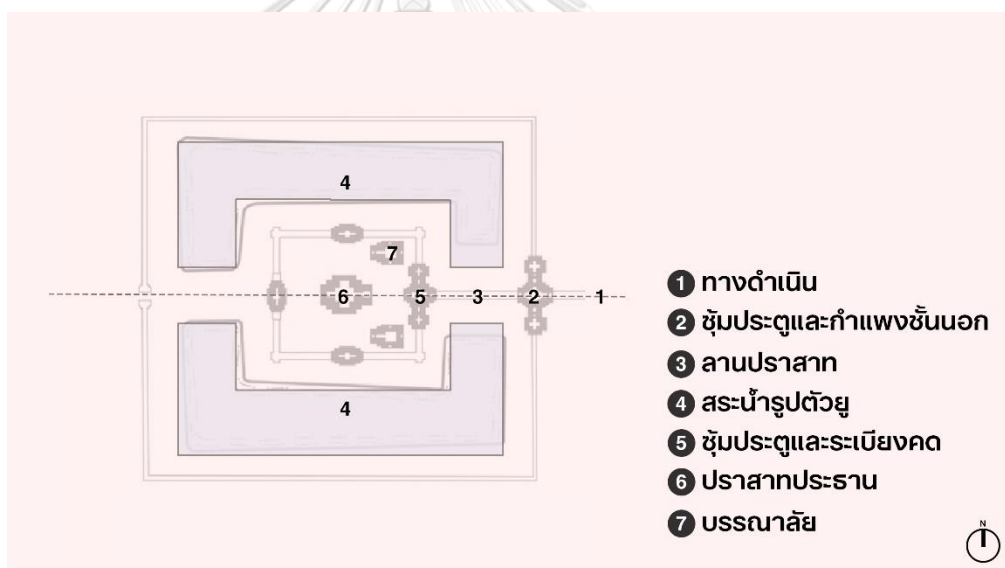 4
7
6 5 3 2 1
4
1 ทางดำเนิน
2 ซุ้มประตูและกำแพงชั้นนอก
3 ลานปราสาท
4 สระน้ำรูปตัวยู
5 ซุ้มประตูและระเบียงคด
6 ปราสาทประธาน
7 บรรณาลัย
N